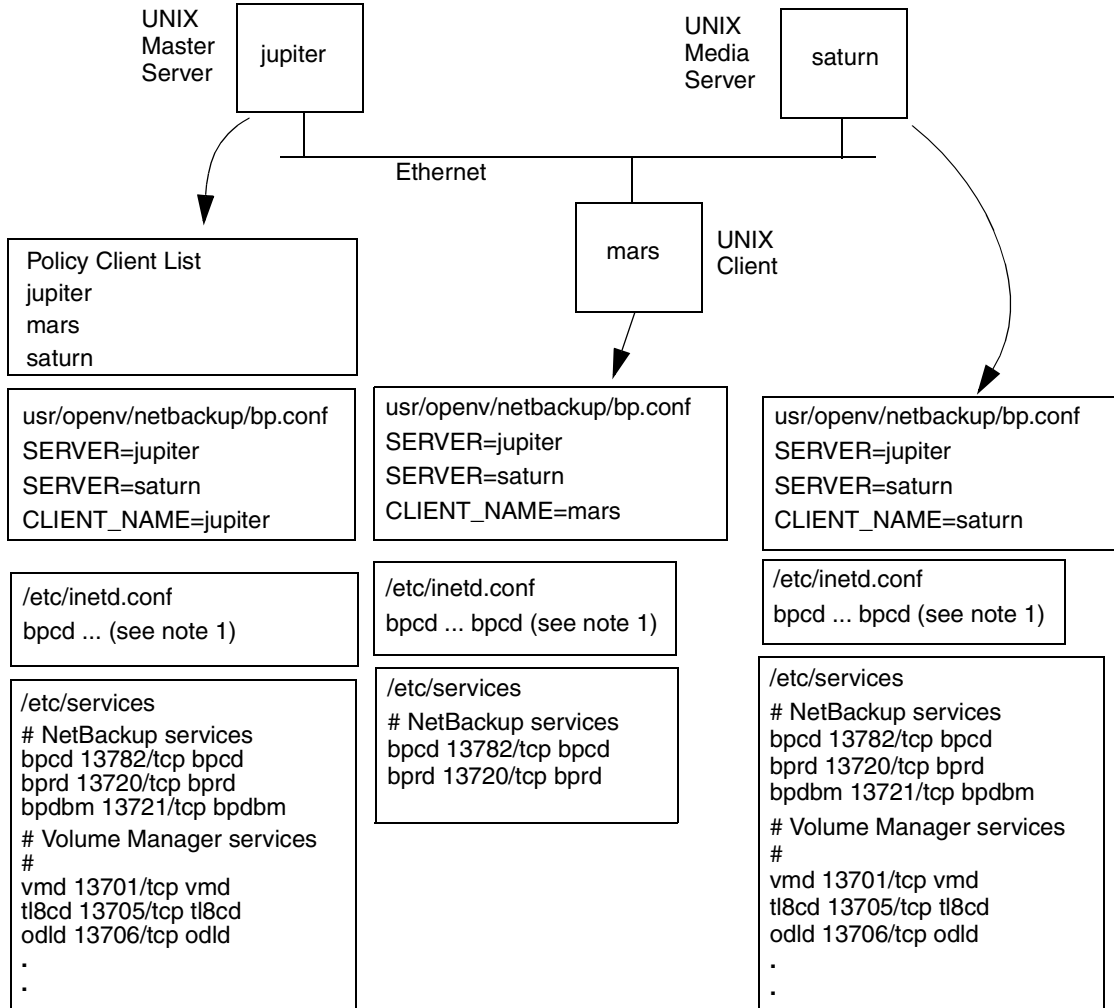 UNIX
Master
Server
jupiter
UNIX
Media
Server
saturn
Ethernet
mars
UNIX
Client
Policy Client List
jupiter
mars
saturn
usr/openv/netbackup/bp.conf
SERVER=jupiter
SERVER=saturn
CLIENT_NAME=jupiter
/etc/inetd.conf
bpcd ... (see note 1)
/etc/services
# NetBackup services
bpcd 13782/tcp bpcd
bprd 13720/tcp bprd
bpdbm 13721/tcp bpdbm
# Volume Manager services
#
vmd 13701/tcp vmd
tl8cd 13705/tcp tl8cd
odld 13706/tcp odld
.
.
usr/openv/netbackup/bp.conf
SERVER=jupiter
SERVER=saturn
CLIENT_NAME=mars
/etc/inetd.conf
bpcd ... bpcd (see note 1)
/etc/services
# NetBackup services
bpcd 13782/tcp bpcd
bprd 13720/tcp bprd
usr/openv/netbackup/bp.conf
SERVER=jupiter
SERVER=saturn
CLIENT_NAME=saturn
/etc/inetd.conf
bpcd ... bpcd (see note 1)
/etc/services
# NetBackup services
bpcd 13782/tcp bpcd
bprd 13720/tcp bprd
bpdbm 13721/tcp bpdbm
# Volume Manager services
#
vmd 13701/tcp vmd
tl8cd 13705/tcp tl8cd
odld 13706/tcp odld
.
.